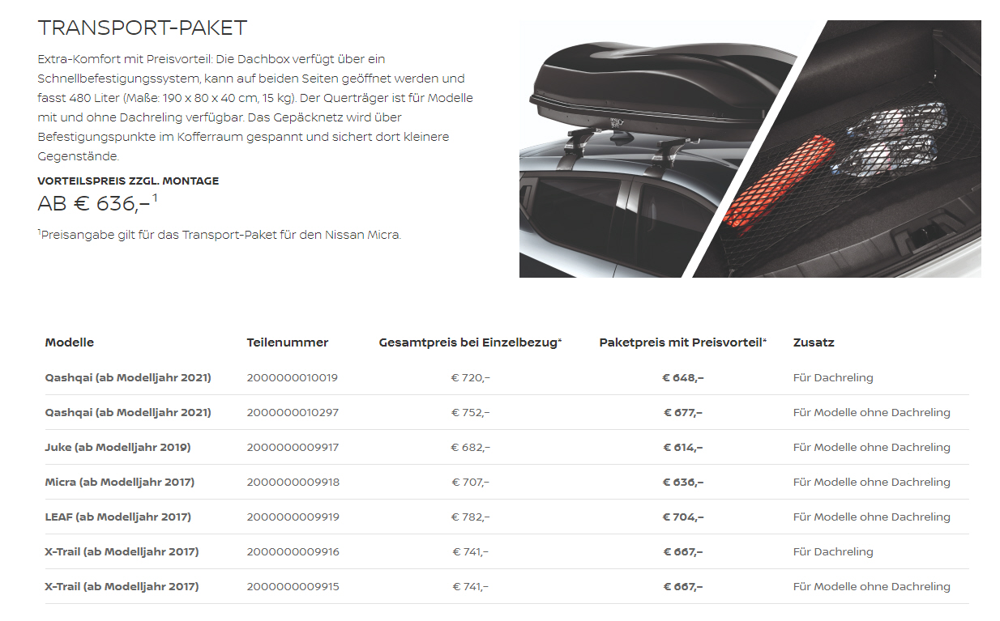 TRANSPORT-PAKET
Extra-Komfort mit Preisvorteil: Die Dachbox verfügt über ein
Schnellbefestigungssystem, kann auf beiden Seiten geöffnet werden und
fasst 480 Liter (Maße: 190 x 80 x 40 cm, 15 kg). Der Querträger ist für Modelle
mit und ohne Dachreling verfügbar. Das Gepäcknetz wird über
Befestigungspunkte im Kofferraum gespannt und sichert dort kleinere
Gegenstände.
VORTEILSPREIS ZZGL. MONTAGE
AB € 636,–¹
¹Preisangabe gilt für das Transport-Paket für den Nissan Micra.
Modelle Teilenummer Gesamtpreis bei Einzelbezug* Paketpreis mit Preisvorteil* Zusatz
Qashqai (ab Modelljahr 2021) 2000000010019 € 720,– € 648,– Für Dachreling
Qashqai (ab Modelljahr 2021) 2000000010297 € 752,– € 677,– Für Modelle ohne Dachreling
Juke (ab Modelljahr 2019) 2000000009917 € 682,– € 614,– Für Modelle ohne Dachreling
Micra (ab Modelljahr 2017) 2000000009918 € 707,– € 636,– Für Modelle ohne Dachreling
LEAF (ab Modelljahr 2017) 2000000009919 € 782,– € 704,– Für Modelle ohne Dachreling
X-Trail (ab Modelljahr 2017) 2000000009916 € 741,– € 667,– Für Dachreling
X-Trail (ab Modelljahr 2017) 2000000009915 € 741,– € 667,– Für Modelle ohne Dachreling